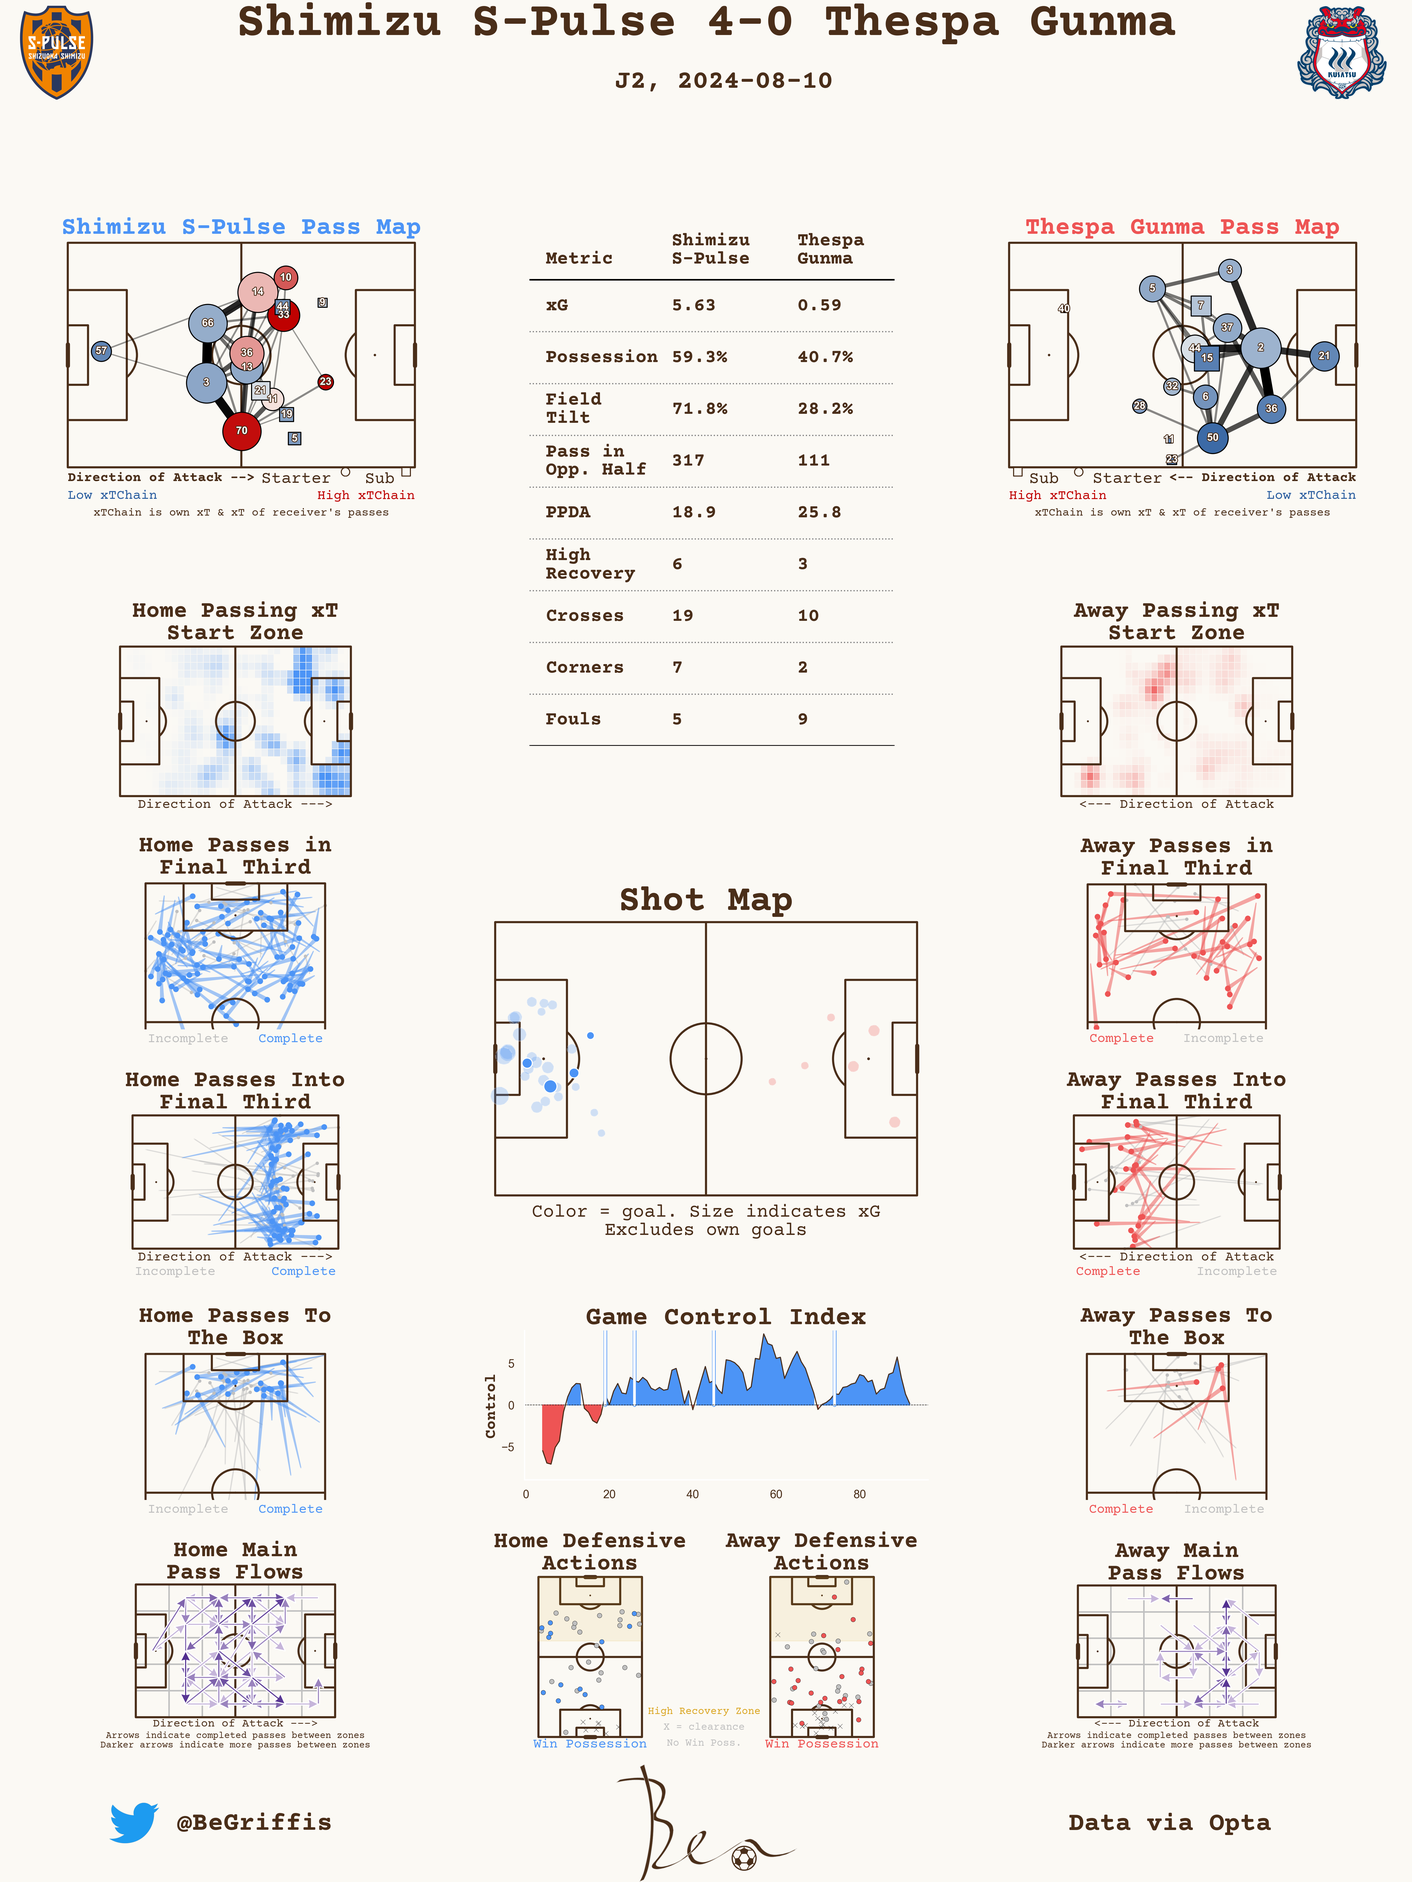 Shimizu S-Pulse 4-0 Thespa Gunma
J2, 2024-08-10
S-PULSE
SHIZUOKA SHIMIZU
KUSATSU
Shimizu S-Pulse Pass Map
57
66
3
14
10
44
33
9
36
13
21
11
23
19
5
70
Direction of Attack --> Starter Sub
Low xTChain High xTChain
xTChain is own xT & xT of receiver's passes
Metric Shimizu S-Pulse Thespa Gunma
xG 5.63 0.59
Possession 59.3% 40.7%
Field Tilt 71.8% 28.2%
Pass in Opp. Half 317 111
PPDA 18.9 25.8
High Recovery 6 3
Crosses 19 10
Corners 7 2
Fouls 5 9
Thespa Gunma Pass Map
40
5
3
7
37
44
15
2
21
32
6
28
36
50
11
23
Sub Starter <-- Direction of Attack
High xTChain Low xTChain
xTChain is own xT & xT of receiver's passes
Home Passing xT
Start Zone
Direction of Attack --->
Away Passing xT
Start Zone
<--- Direction of Attack
Home Passes in
Final Third
Incomplete Complete
Shot Map
Color = goal. Size indicates xG
Excludes own goals
Away Passes in
Final Third
Complete Incomplete
Home Passes Into
Final Third
Direction of Attack --->
Incomplete Complete
Away Passes Into
Final Third
<--- Direction of Attack
Complete Incomplete
Home Passes To
The Box
Incomplete Complete
Game Control Index
Control
5
0
−5
0 20 40 60 80
Away Passes To
The Box
Complete Incomplete
Home Main
Pass Flows
Direction of Attack --->
Arrows indicate completed passes between zones
Darker arrows indicate more passes between zones
Home Defensive
Actions
Win Possession
High Recovery Zone
X = clearance
No Win Poss.
Away Defensive
Actions
Win Possession
Away Main
Pass Flows
<--- Direction of Attack
Arrows indicate completed passes between zones
Darker arrows indicate more passes between zones
@BeGriffis
Ben
Data via Opta